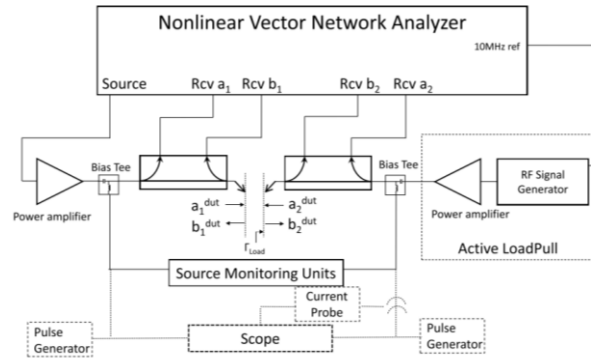 Nonlinear Vector Network Analyzer
10MHz ref
Source
Rcv a1
Rcv b1
Rcv b2
Rcv a2
Bias Tee
Bias Tee
RF Signal
Generator
Power amplifier
Power amplifier
a1dut
b1dut
a2dut
b2dut
ΓLoad
Active LoadPull
Source Monitoring Units
Current
Probe
Pulse
Generator
Scope
Pulse
Generator